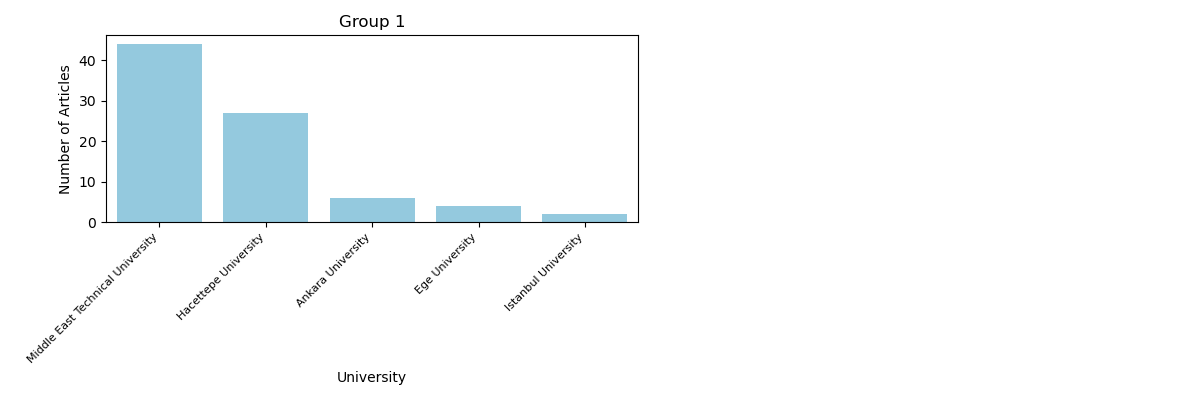 Group 1
Number of Articles
40
30
20
10
0
Middle East Technical University
Hacettepe University
Ankara University
Ege University
Istanbul University
University